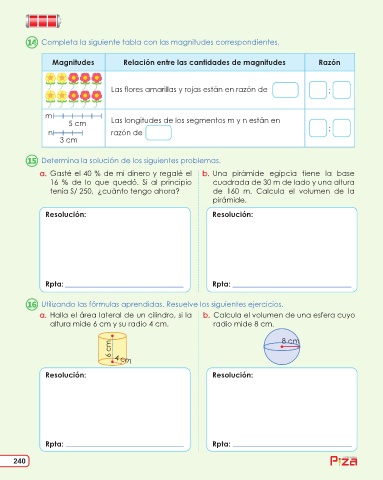 14 Completa la siguiente tabla con las magnitudes correspondientes.
Magnitudes Relación entre las cantidades de magnitudes Razón
Las flores amarillas y rojas están en razón de
:
m
5 cm
n
3 cm
Las longitudes de los segmentos m y n están en
razón de
:
15 Determina la solución de los siguientes problemas.
a. Gasté el 40 % de mi dinero y regalé el
16 % de lo que quedó. Si al principio
tenía S/ 250, ¿cuánto tengo ahora?
Resolución:
Rpta:
b. Una pirámide egipcia tiene la base
cuadrada de 30 m de lado y una altura
de 160 m. Calcula el volumen de la
pirámide.
Resolución:
Rpta:
16 Utilizando las fórmulas aprendidas. Resuelve los siguientes ejercicios.
a. Halla el área lateral de un cilindro, si la
altura mide 6 cm y su radio 4 cm.
6 cm
4 cm
Resolución:
Rpta:
b. Calcula el volumen de una esfera cuyo
radio mide 8 cm.
8 cm
Resolución:
Rpta:
240
Piza